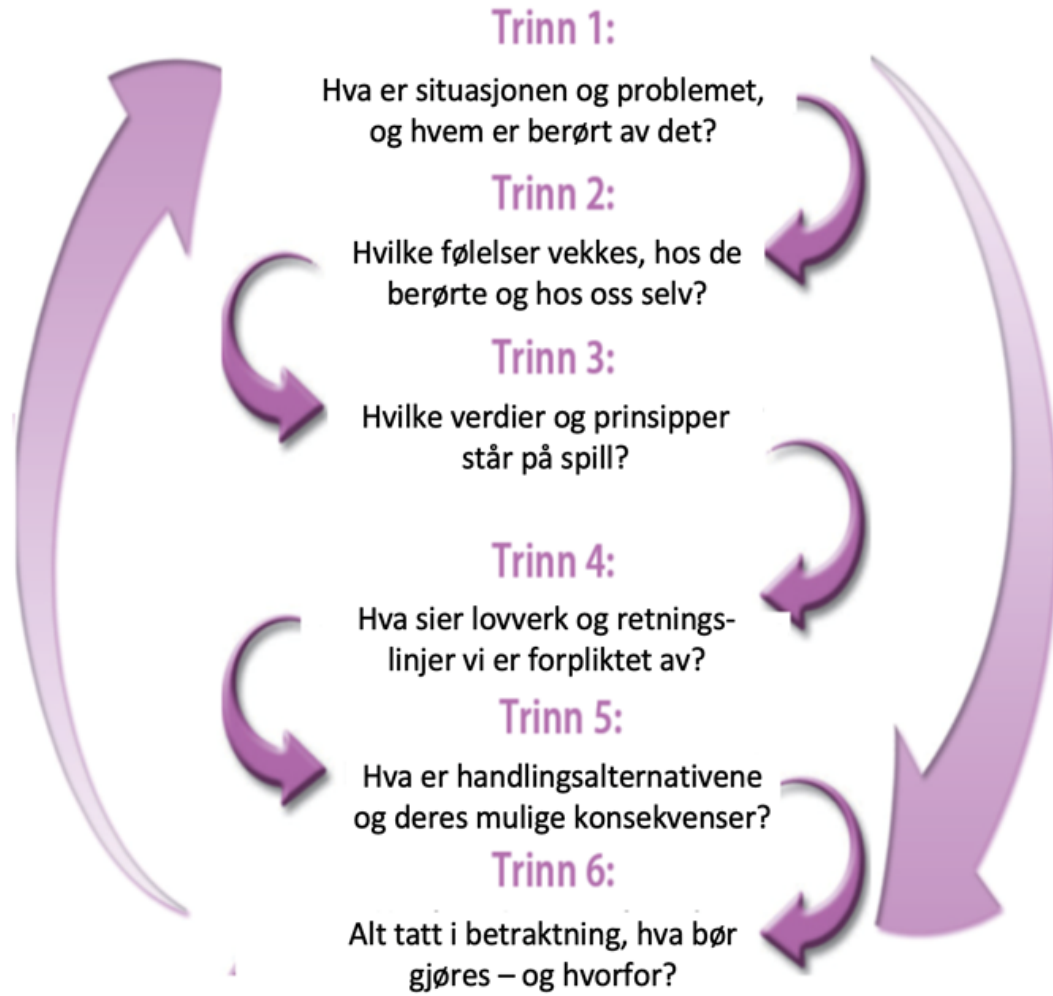 Trinn 1:
Hva er situasjonen og problemet,
og hvem er berørt av det?
Trinn 2:
Hvilke følelser vekkes, hos de
berørte og hos oss selv?
Trinn 3:
Hvilke verdier og prinsipper
står på spill?
Trinn 4:
Hva sier lovverk og retnings-
linjer vi er forpliktet av?
Trinn 5:
Hva er handlingsalternativene
og deres mulige konsekvenser?
Trinn 6:
Alt tatt i betraktning, hva bør
gjøres – og hvorfor?